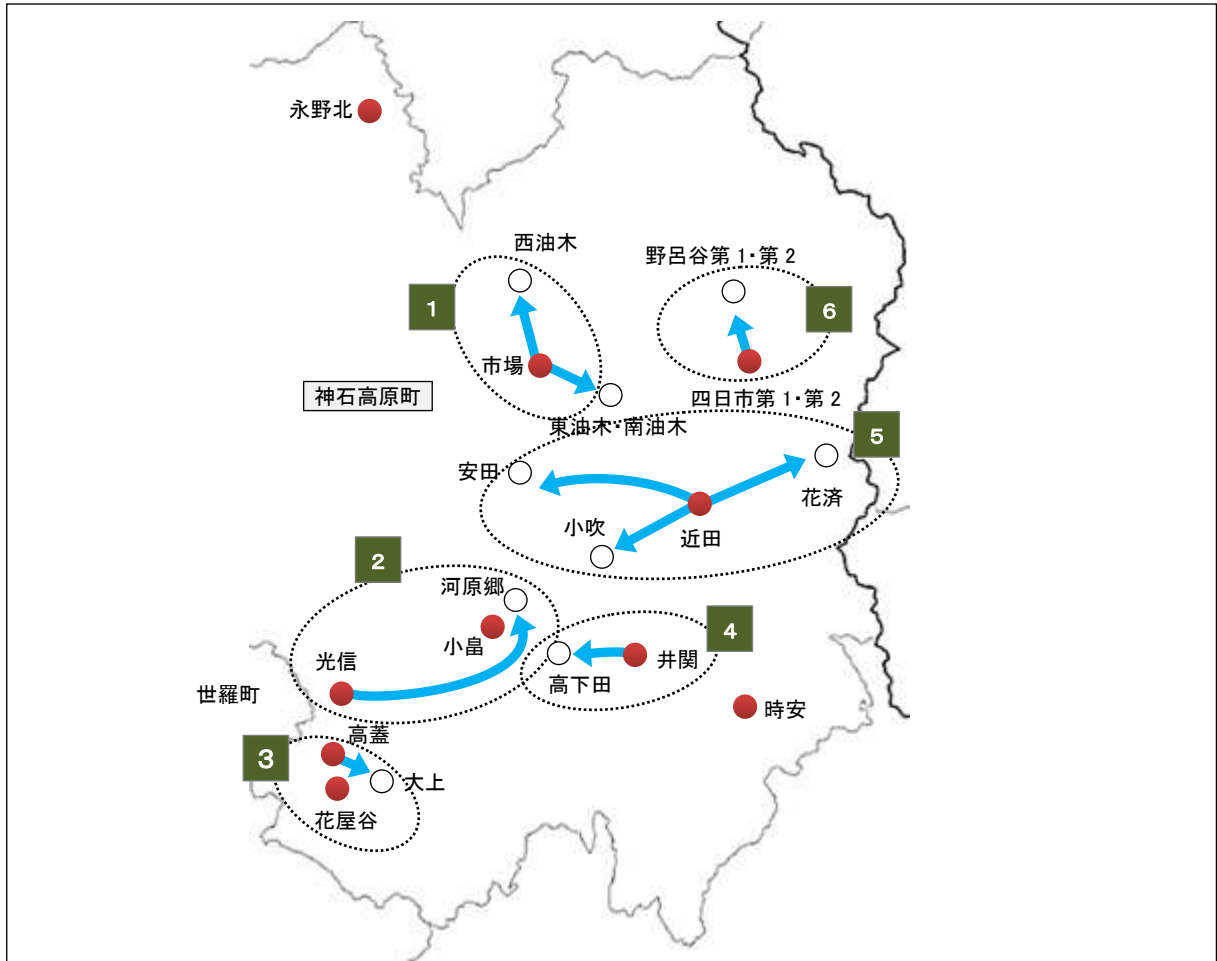 永野北
西油木
野呂谷第1・第2
1
6
市場
神石高原町
四日市第1・第2
東油木・南油木
5
安田
花済
小吹
近田
2
河原郷
小畠
4
光信
井関
高下田
世羅町
時安
高蓋
3
大上
花屋谷